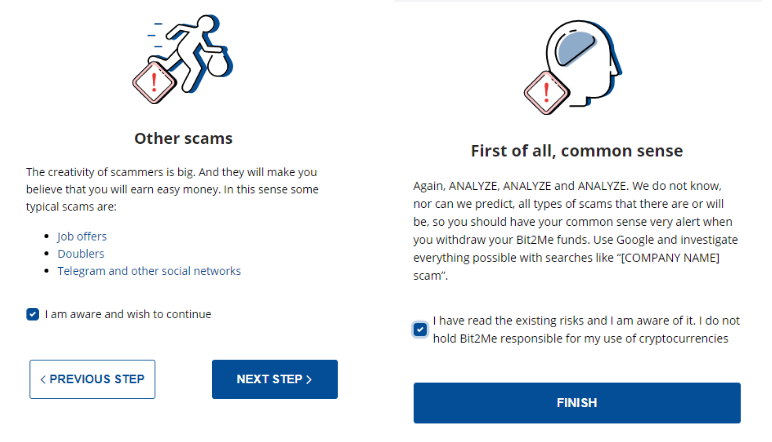 Other scams
The creativity of scammers is big. And they will make you
believe that you will earn easy money. In this sense some
typical scams are:
Job offers
Doublers
Telegram and other social networks
I am aware and wish to continue
PREVIOUS STEP
NEXT STEP
First of all, common sense
Again, ANALYZE, ANALYZE and ANALYZE. We do not know,
nor can we predict, all types of scams that there are or will
be, so you should have your common sense very alert when
you withdraw your Bit2Me funds. Use Google and investigate
everything possible with searches like “[COMPANY NAME]
scam”.
I have read the existing risks and I am aware of it. I do not
hold Bit2Me responsible for my use of cryptocurrencies
FINISH